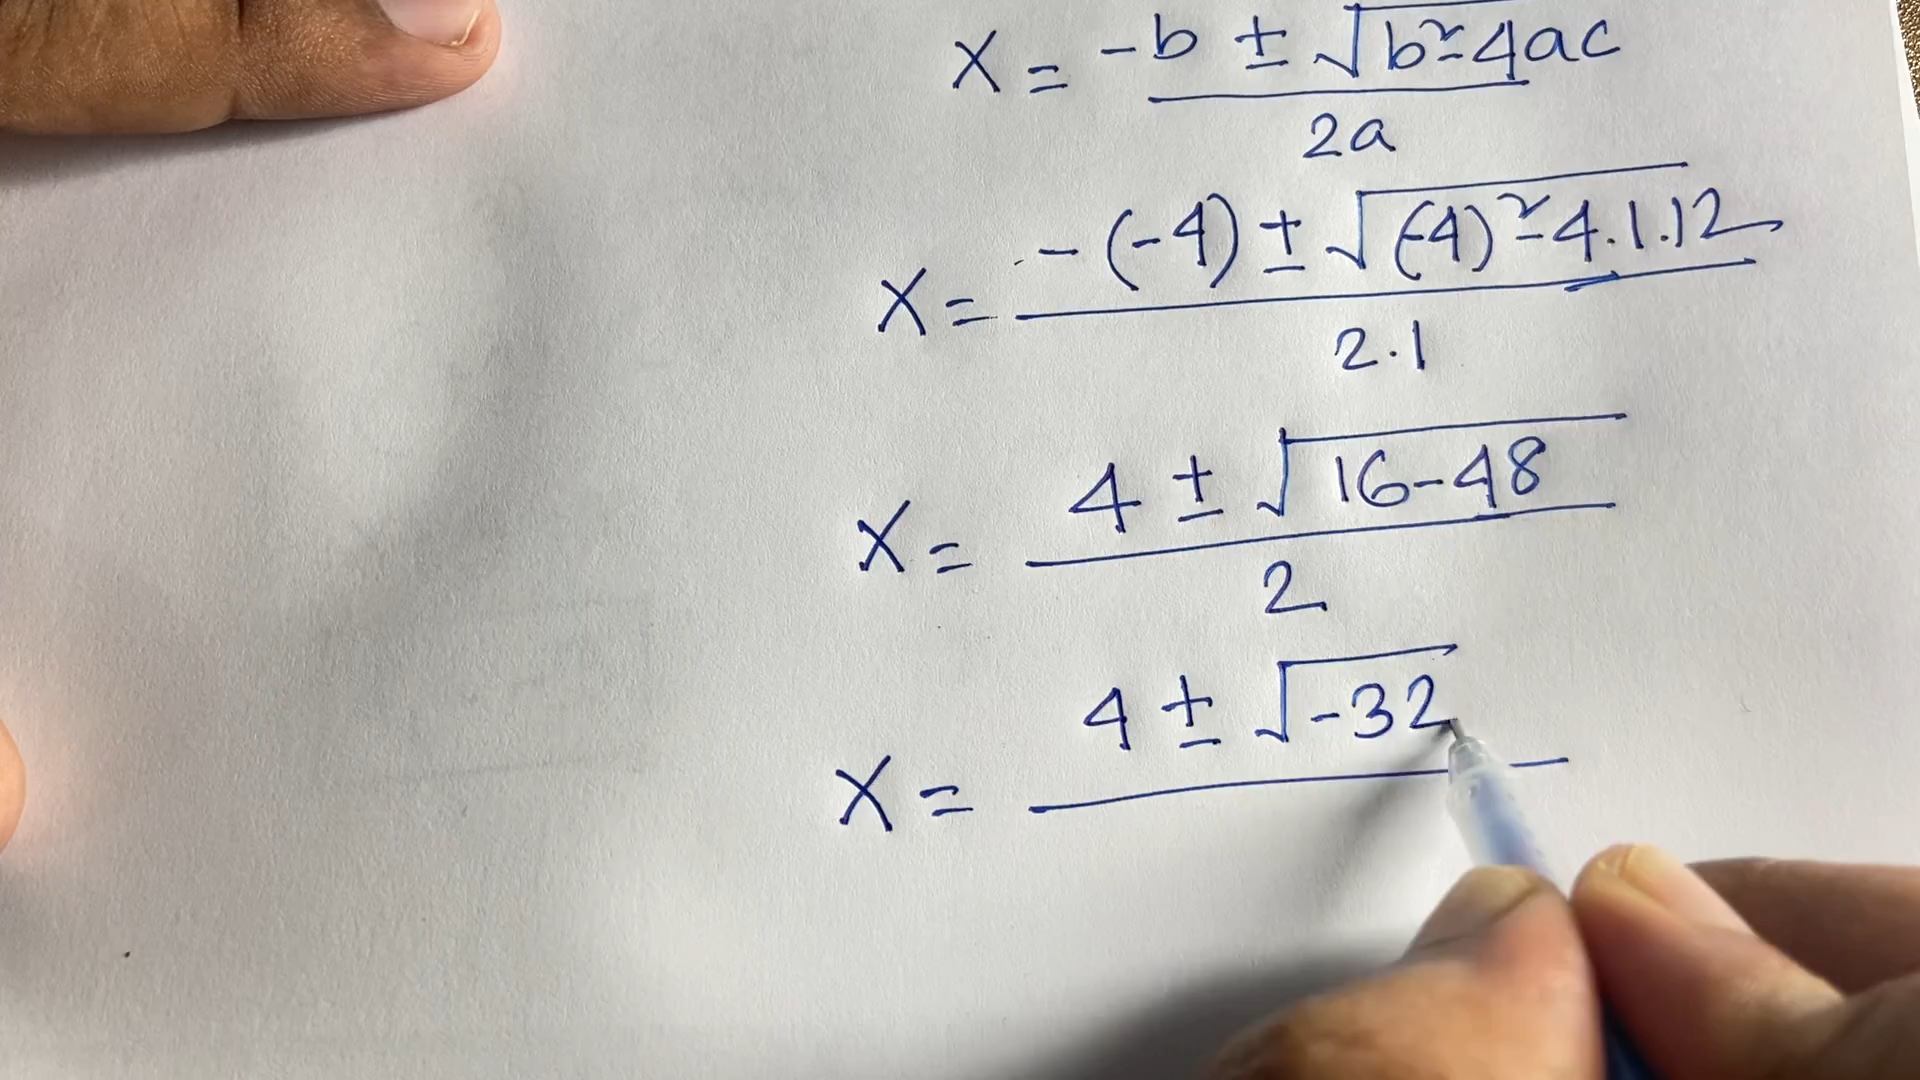 x = -b ± √b²-4ac
2a
x = -(-4) ± √(-4)²-4.1.12
2.1
x = 4 ± √16-48
2
x = 4 ± √-32